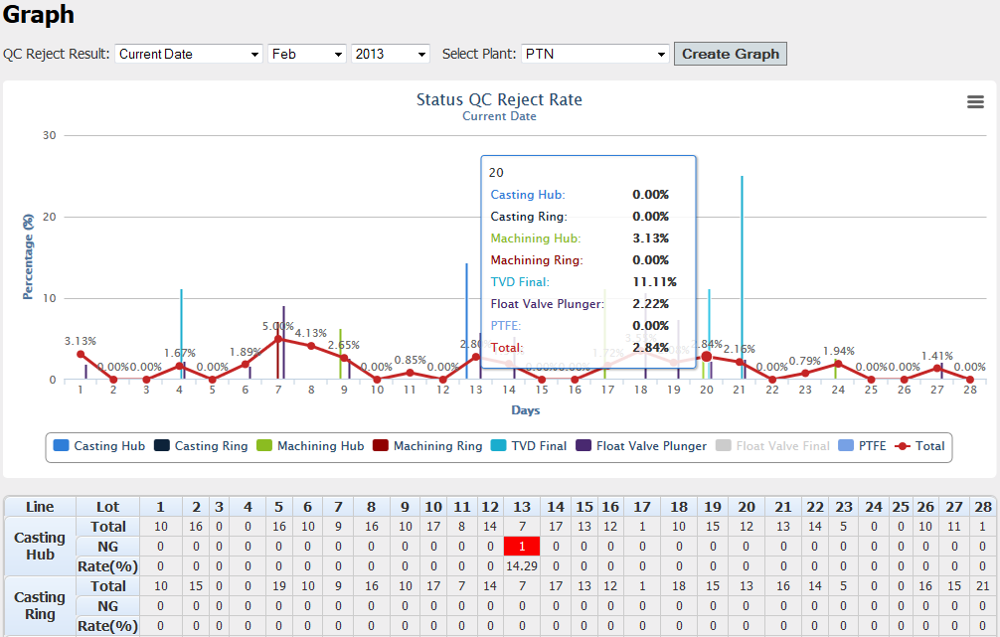 Graph
QC Reject Result: Current Date Feb 2013 Select Plant: PTN Create Graph
Status QC Reject Rate
Current Date
Percentage (%)
30
20
10
0
3.13%
0.00%
0.00%
1.67%
0.00%
1.89%
5.00%
4.13%
2.65%
0.00%
0.85%
0.00%
2.16%
0.00%
0.79%
1.94%
0.00%
0.00%
1.41%
0.00%
20
Casting Hub: 0.00%
Casting Ring: 0.00%
Machining Hub: 3.13%
Machining Ring: 0.00%
TVD Final: 11.11%
Float Valve Plunger: 2.22%
PTFE: 0.00%
Total: 2.84%
1 2 3 4 5 6 7 8 9 10 11 12 13 14 15 16 17 18 19 20 21 22 23 24 25 26 27 28
Days
Casting Hub Casting Ring Machining Hub Machining Ring TVD Final Float Valve Plunger Float Valve Final PTFE Total
Line Lot 1 2 3 4 5 6 7 8 9 10 11 12 13 14 15 16 17 18 19 20 21 22 23 24 25 26 27 28
Casting Hub
Total 10 16 0 0 16 10 9 16 10 17 8 14 7 17 13 12 1 10 15 12 13 14 5 0 0 10 11 1
NG 0 0 0 0 0 0 0 0 0 0 0 0 1 0 0 0 0 0 0 0 0 0 0 0 0 0 0 0
Rate(%) 0 0 0 0 0 0 0 0 0 0 0 0 14.29 0 0 0 0 0 0 0 0 0 0 0 0 0 0 0
Casting Ring
Total 10 15 0 0 19 10 9 16 10 17 7 14 7 17 13 12 1 18 15 13 16 14 5 0 0 16 15 21
NG 0 0 0 0 0 0 0 0 0 0 0 0 0 0 0 0 0 0 0 0 0 0 0 0 0 0 0 0
Rate(%) 0 0 0 0 0 0 0 0 0 0 0 0 0 0 0 0 0 0 0 0 0 0 0 0 0 0 0 0